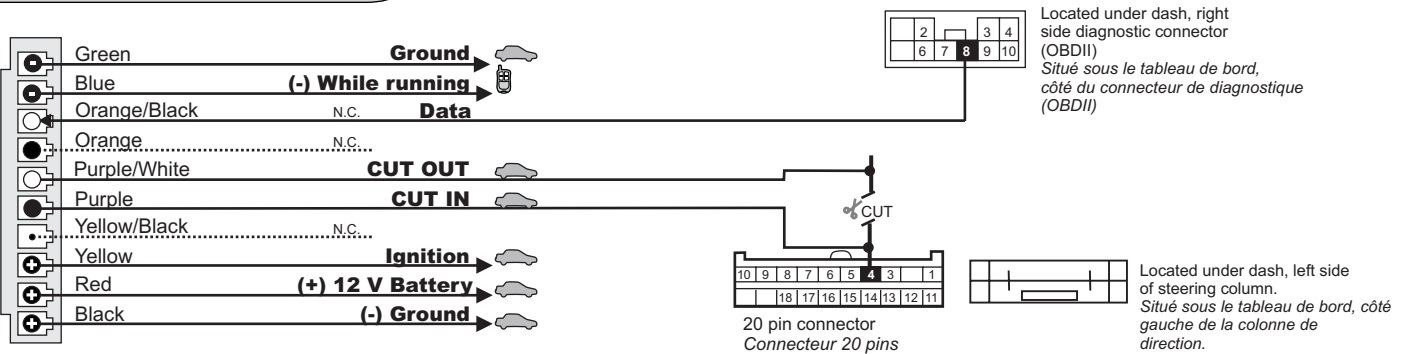 Green Ground
Blue (-) While running
Orange/Black N.C. Data
Orange N.C.
Purple/White CUT OUT
Purple CUT IN
Yellow/Black N.C.
Yellow Ignition
Red (+) 12 V Battery
Black (-) Ground
2 3 4
6 7 8 9 10
Located under dash, right
side diagnostic connector
(OBDII)
Situé sous le tableau de bord,
côté du connecteur de diagnostique
(OBDII)
CUT
10 9 8 7 6 5 4 3 1
18 17 16 15 14 13 12 11
20 pin connector
Connecteur 20 pins
Located under dash, left side
of steering column.
Situé sous le tableau de bord, côté
gauche de la colonne de
direction.